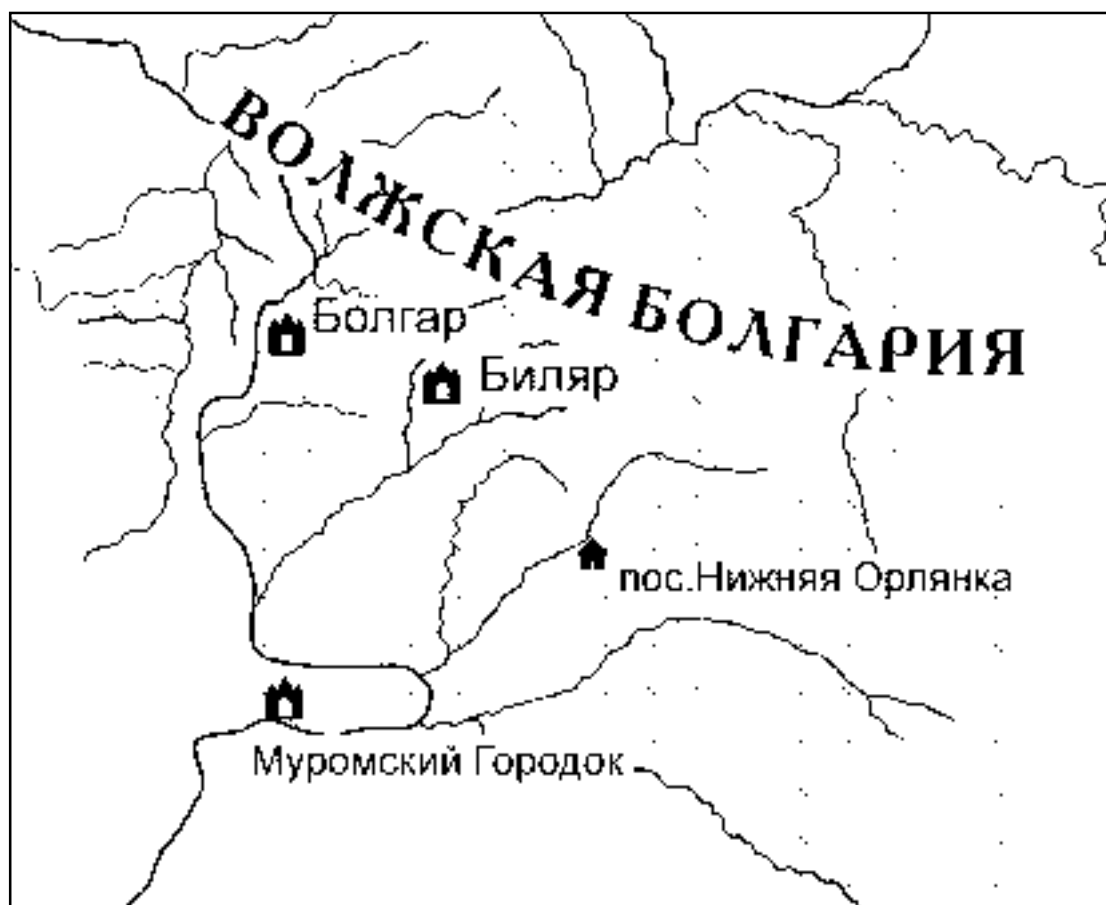 ВОЛЖСКАЯ БОЛГАРИЯ
Болгар
Биляр
пос.Нижняя Орлянка
Муромский Городок